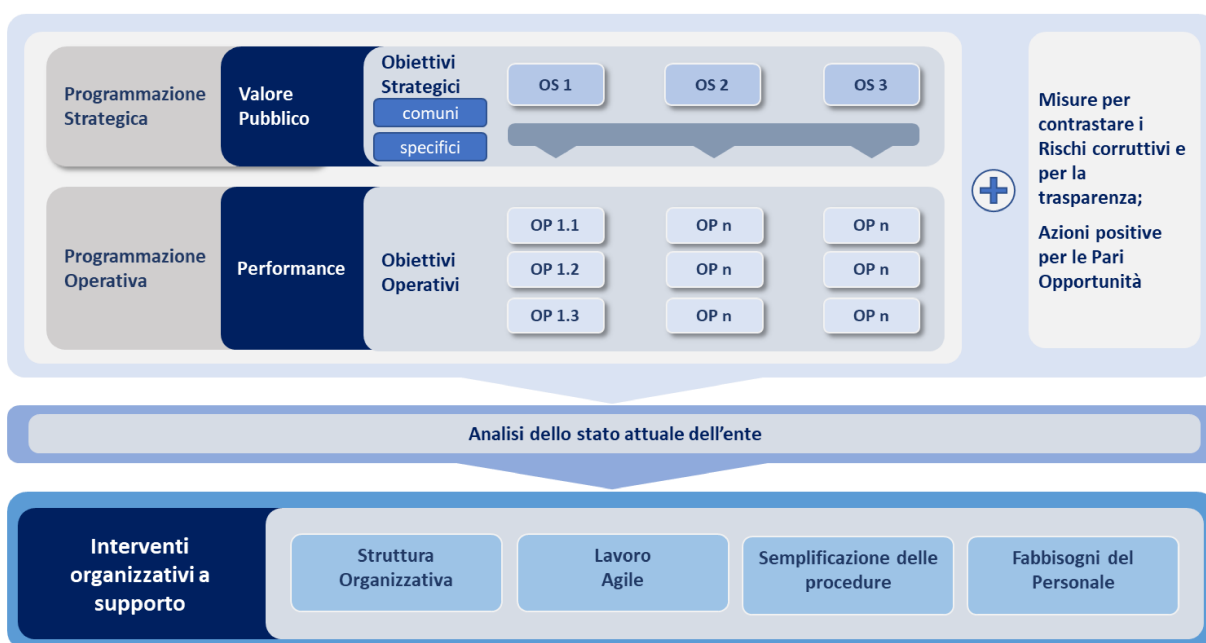 Programmazione
Strategica
Valore
Pubblico
Obiettivi
Strategici
comuni
specifici
OS 1
OS 2
OS 3
Programmazione
Operativa
Performance
Obiettivi
Operativi
OP 1.1
OP n
OP n
OP 1.2
OP n
OP n
OP 1.3
OP n
OP n
Misure per
contrastare i
Rischi corruttivi e
per la
trasparenza;
Azioni positive
per le Pari
Opportunità
Analisi dello stato attuale dell'ente
Interventi
organizzativi a
supporto
Struttura
Organizzativa
Lavoro
Agile
Semplificazione delle
procedure
Fabbisogni del
Personale